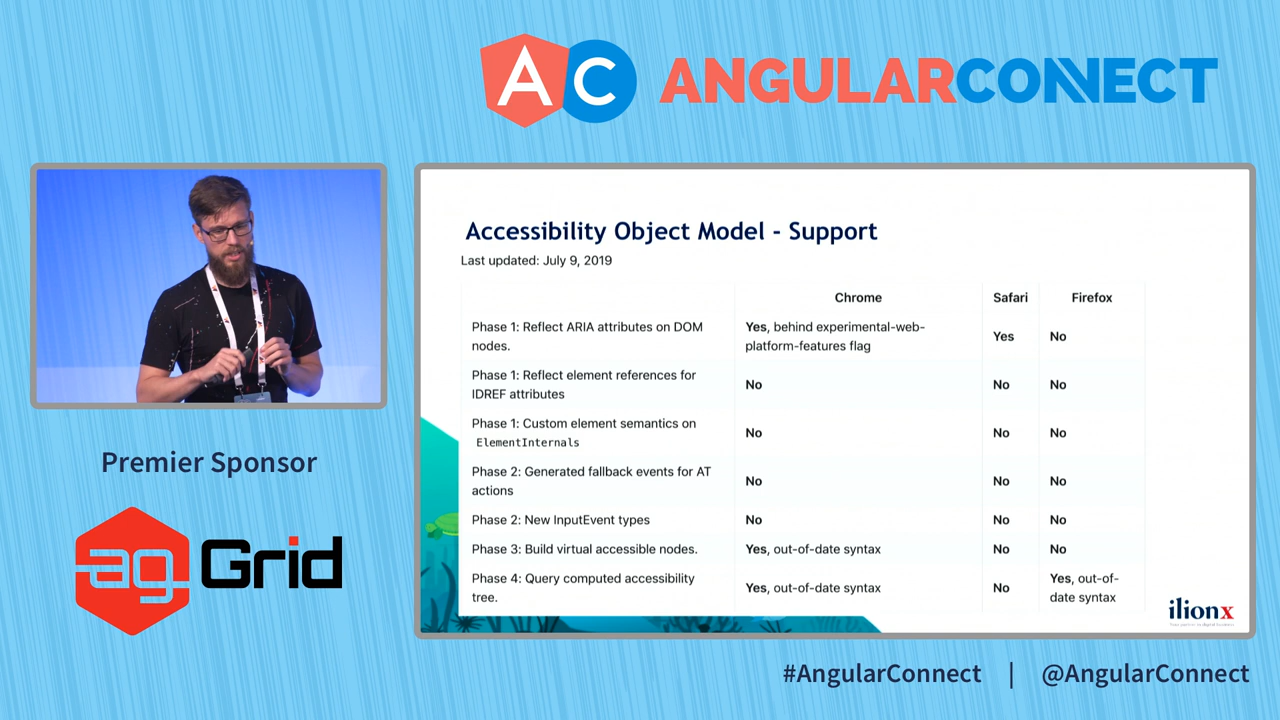 AC ANGULARCONNECT
Accessibility Object Model - Support
Last updated: July 9, 2019
Chrome Safari Firefox
Phase 1: Reflect ARIA attributes on DOM
nodes.
Yes, behind experimental-web-
platform-features flag
Yes
No
Phase 1: Reflect element references for
IDREF attributes
No
No
No
Phase 1: Custom element semantics on
ElementInternals
No
No
No
Phase 2: Generated fallback events for AT
actions
No
No
No
Phase 2: New InputEvent types
No
No
No
Phase 3: Build virtual accessible nodes.
Yes, out-of-date syntax
No
No
Phase 4: Query computed accessibility
tree.
Yes, out-of-date syntax
No
Yes, out-of-
date syntax
ilionx
Premier Sponsor
ag Grid
#AngularConnect | @AngularConnect